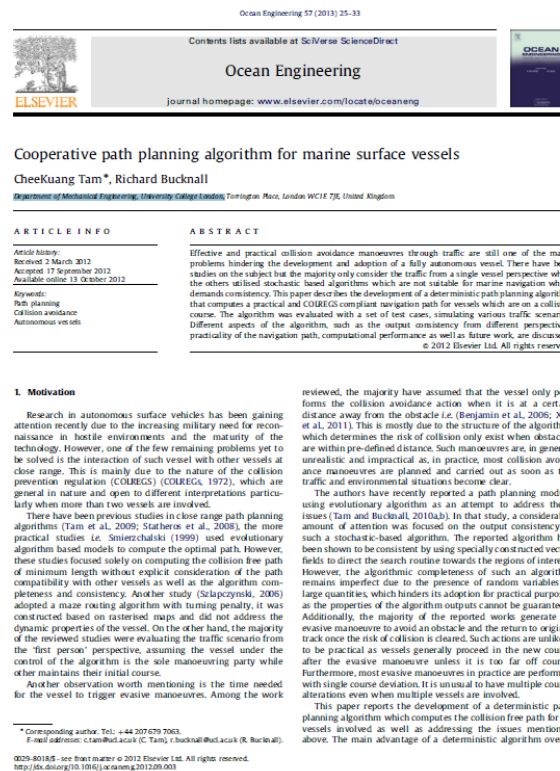 Ocean Engineering 57 (2013) 25–33
Contents lists available at SciVerse ScienceDirect
Ocean Engineering
journal homepage: www.elsevier.com/locate/oceaneng
ELSEVIER
OCEAN
ENGINEERING
Cooperative path planning algorithm for marine surface vessels
CheeKuang Tam*, Richard Bucknall
Department of Mechanical Engineering, University College London, Torrington Place, London WC1E 7JE, United Kingdom
ARTICLE INFO
Article history:
Received 2 March 2012
Accepted 17 September 2012
Available online 13 October 2012
Keywords:
Path planning
Collision avoidance
Autonomous vessels
ABSTRACT
Effective and practical collision avoidance manoeuvres through traffic are still one of the ma
problems hindering the development and adoption of a fully autonomous vessel. There have be
studies on the subject but the majority only consider the traffic from a single vessel perspective wh
the others utilised stochastic based algorithms which are not suitable for marine navigation wh
demands consistency. This paper describes the development of a deterministic path planning algorith
that computes a practical and COLREGS compliant navigation path for vessels which are on a collis
course. The algorithm was evaluated with a set of test cases, simulating various traffic scenar
Different aspects of the algorithm, such as the output consistency from different perspectiv
practicality of the navigation path, computational performance as well as future work, are discusse
© 2012 Elsevier Ltd. All rights reserv
1. Motivation
Research in autonomous surface vehicles has been gaining
attention recently due to the increasing military need for recon-
naissance in hostile environments and the maturity of the
technology. However, one of the few remaining problems yet to
be solved is the interaction of such vessel with other vessels at
close range. This is mainly due to the nature of the collision
prevention regulation (COLREGS) (COLREGs, 1972), which are
general in nature and open to different interpretations particu-
larly when more than two vessels are involved.
There have been previous studies in close range path planning
algorithms (Tam et al., 2009; Statheros et al., 2008), the more
practical studies i.e. Smierzchalski (1999) used evolutionary
algorithm based models to compute the optimal path. However,
these studies focused solely on computing the collision free path
of minimum length without explicit consideration of the path
compatibility with other vessels as well as the algorithm com-
pleteness and consistency. Another study (Szlapczynski, 2006)
adopted a maze routing algorithm with turning penalty, it was
constructed on rasterised maps and did not address the
dynamic properties of the vessel. On the other hand, the majority
of the reviewed studies were evaluating the traffic scenario from
the 'first person' perspective, assuming the vessel under the
control of the algorithm is the sole manoeuvring party while
other maintains their initial course.
Another observation worth mentioning is the time needed
for the vessel to trigger evasive manoeuvres. Among the work
reviewed, the majority have assumed that the vessel only pe
forms the collision avoidance action when it is at a certa
distance away from the obstacle i.e. (Benjamin et al., 2006; X
et al., 2011). This is mostly due to the structure of the algorith
which determines the risk of collision only exist when obstac
are within pre-defined distance. Such manoeuvres are, in gener
unrealistic and impractical as, in practice, most collision avoi
ance manoeuvres are planned and carried out as soon as t
traffic and environmental situations become clear.
The authors have recently reported a path planning modu
using evolutionary algorithm as an attempt to address the
issues (Tam and Bucknall, 2010a,b). In that study, a considerab
amount of attention was focused on the output consistency
such a stochastic-based algorithm. The reported algorithm h
been shown to be consistent by using specially constructed vect
fields to direct the search routine towards the regions of intere
However, the algorithmic completeness of such an algorith
remains imperfect due to the presence of random variables
large quantities, which hinders its adoption for practical purpos
as the properties of the algorithm outputs cannot be guarante
Additionally, the majority of the reported works generate
evasive manoeuvre to avoid an obstacle and the return to origin
track once the risk of collision is cleared. Such actions are unlike
to be practical as vessels generally proceed in the new cour
after the evasive manoeuvre unless it is too far off cour
Furthermore, most evasive manoeuvres in practice are perform
with single course deviation. It is unusual to have multiple cou
alterations even when multiple vessels are involved.
This paper reports the development of a deterministic pa
planning algorithm which computes the collision free path for
vessels involved as well as addressing the issues mention
above. The main advantage of a deterministic algorithm over
* Corresponding author. Tel.: +44 207 679 7063.
E-mail addresses: c.tam@ud.ac.uk (C. Tam), r.bucknall@ud.ac.uk (R. Bucknall).
0029-8018/$ - see front matter © 2012 Elsevier Ltd. All rights reserved.
http://dx.doi.org/10.1016/j.oceaneng.2012.09.003